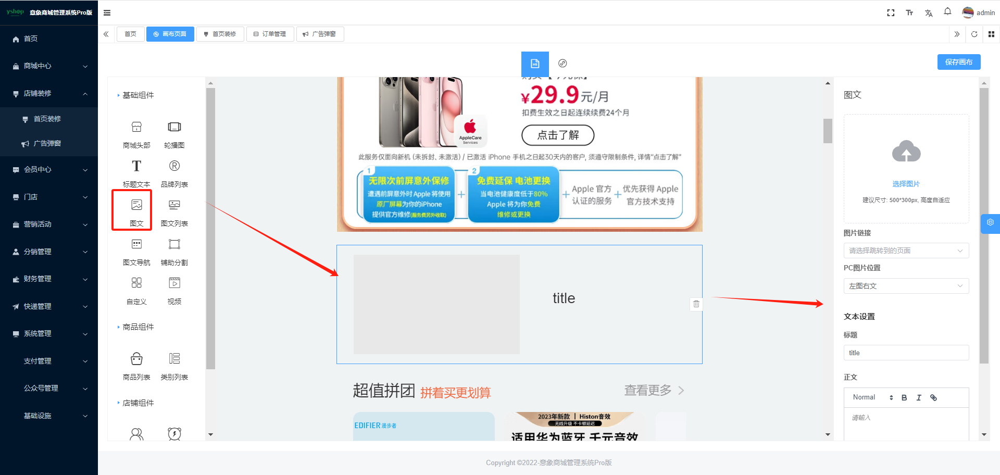 yshop 意象商城管理系统Pro版
admin
首页
商城中心
店铺装修
首页装修
广告弹窗
会员中心
门店
营销活动
分销管理
财务管理
快递管理
系统管理
支付管理
公众号管理
基础设施
首页
画布页面
首页装修
订单管理
广告弹窗
H5
保存画布
基础组件
商城头部
轮播图
标题文本
品牌列表
图文
图文列表
图文导航
辅助分割
自定义
视频
商品组件
商品列表
类别列表
店铺组件
¥29.9元/月
扣费生效之日起连续续费24个月
点击了解
AppleCare
Services
此服务仅面向新机 (未拆封、未激活) / 已激活 iPhone 手机之日起30天内的客户, 须遵守限制条件, 详情“点击了解”
1
无限次前屏意外保修
遭遇前屏意外时 Apple 将使用
原厂屏幕为你的iPhone
提供官方维修(服务费另外收取)
+
2
免费延保 电池更换
当电池健康度低于80%
Apple 将为你免费
维修或更换
+
Apple 官方
认证的服务
+
优先获得 Apple
官方技术支持
title
超值拼团 拼着买更划算
查看更多
EDIFIER 漫步者
2023年新款 | Histon音效
无线升级 不卡顿延迟
适用华为蓝牙 千元音效
图文
选择图片
建议尺寸: 500*300px, 高度自适应
图片链接
请选择跳转到的页面
PC图片位置
左图右文
文本设置
标题
title
正文
Normal B I
请输入
Copyright ©2022-意象商城管理系统Pro版